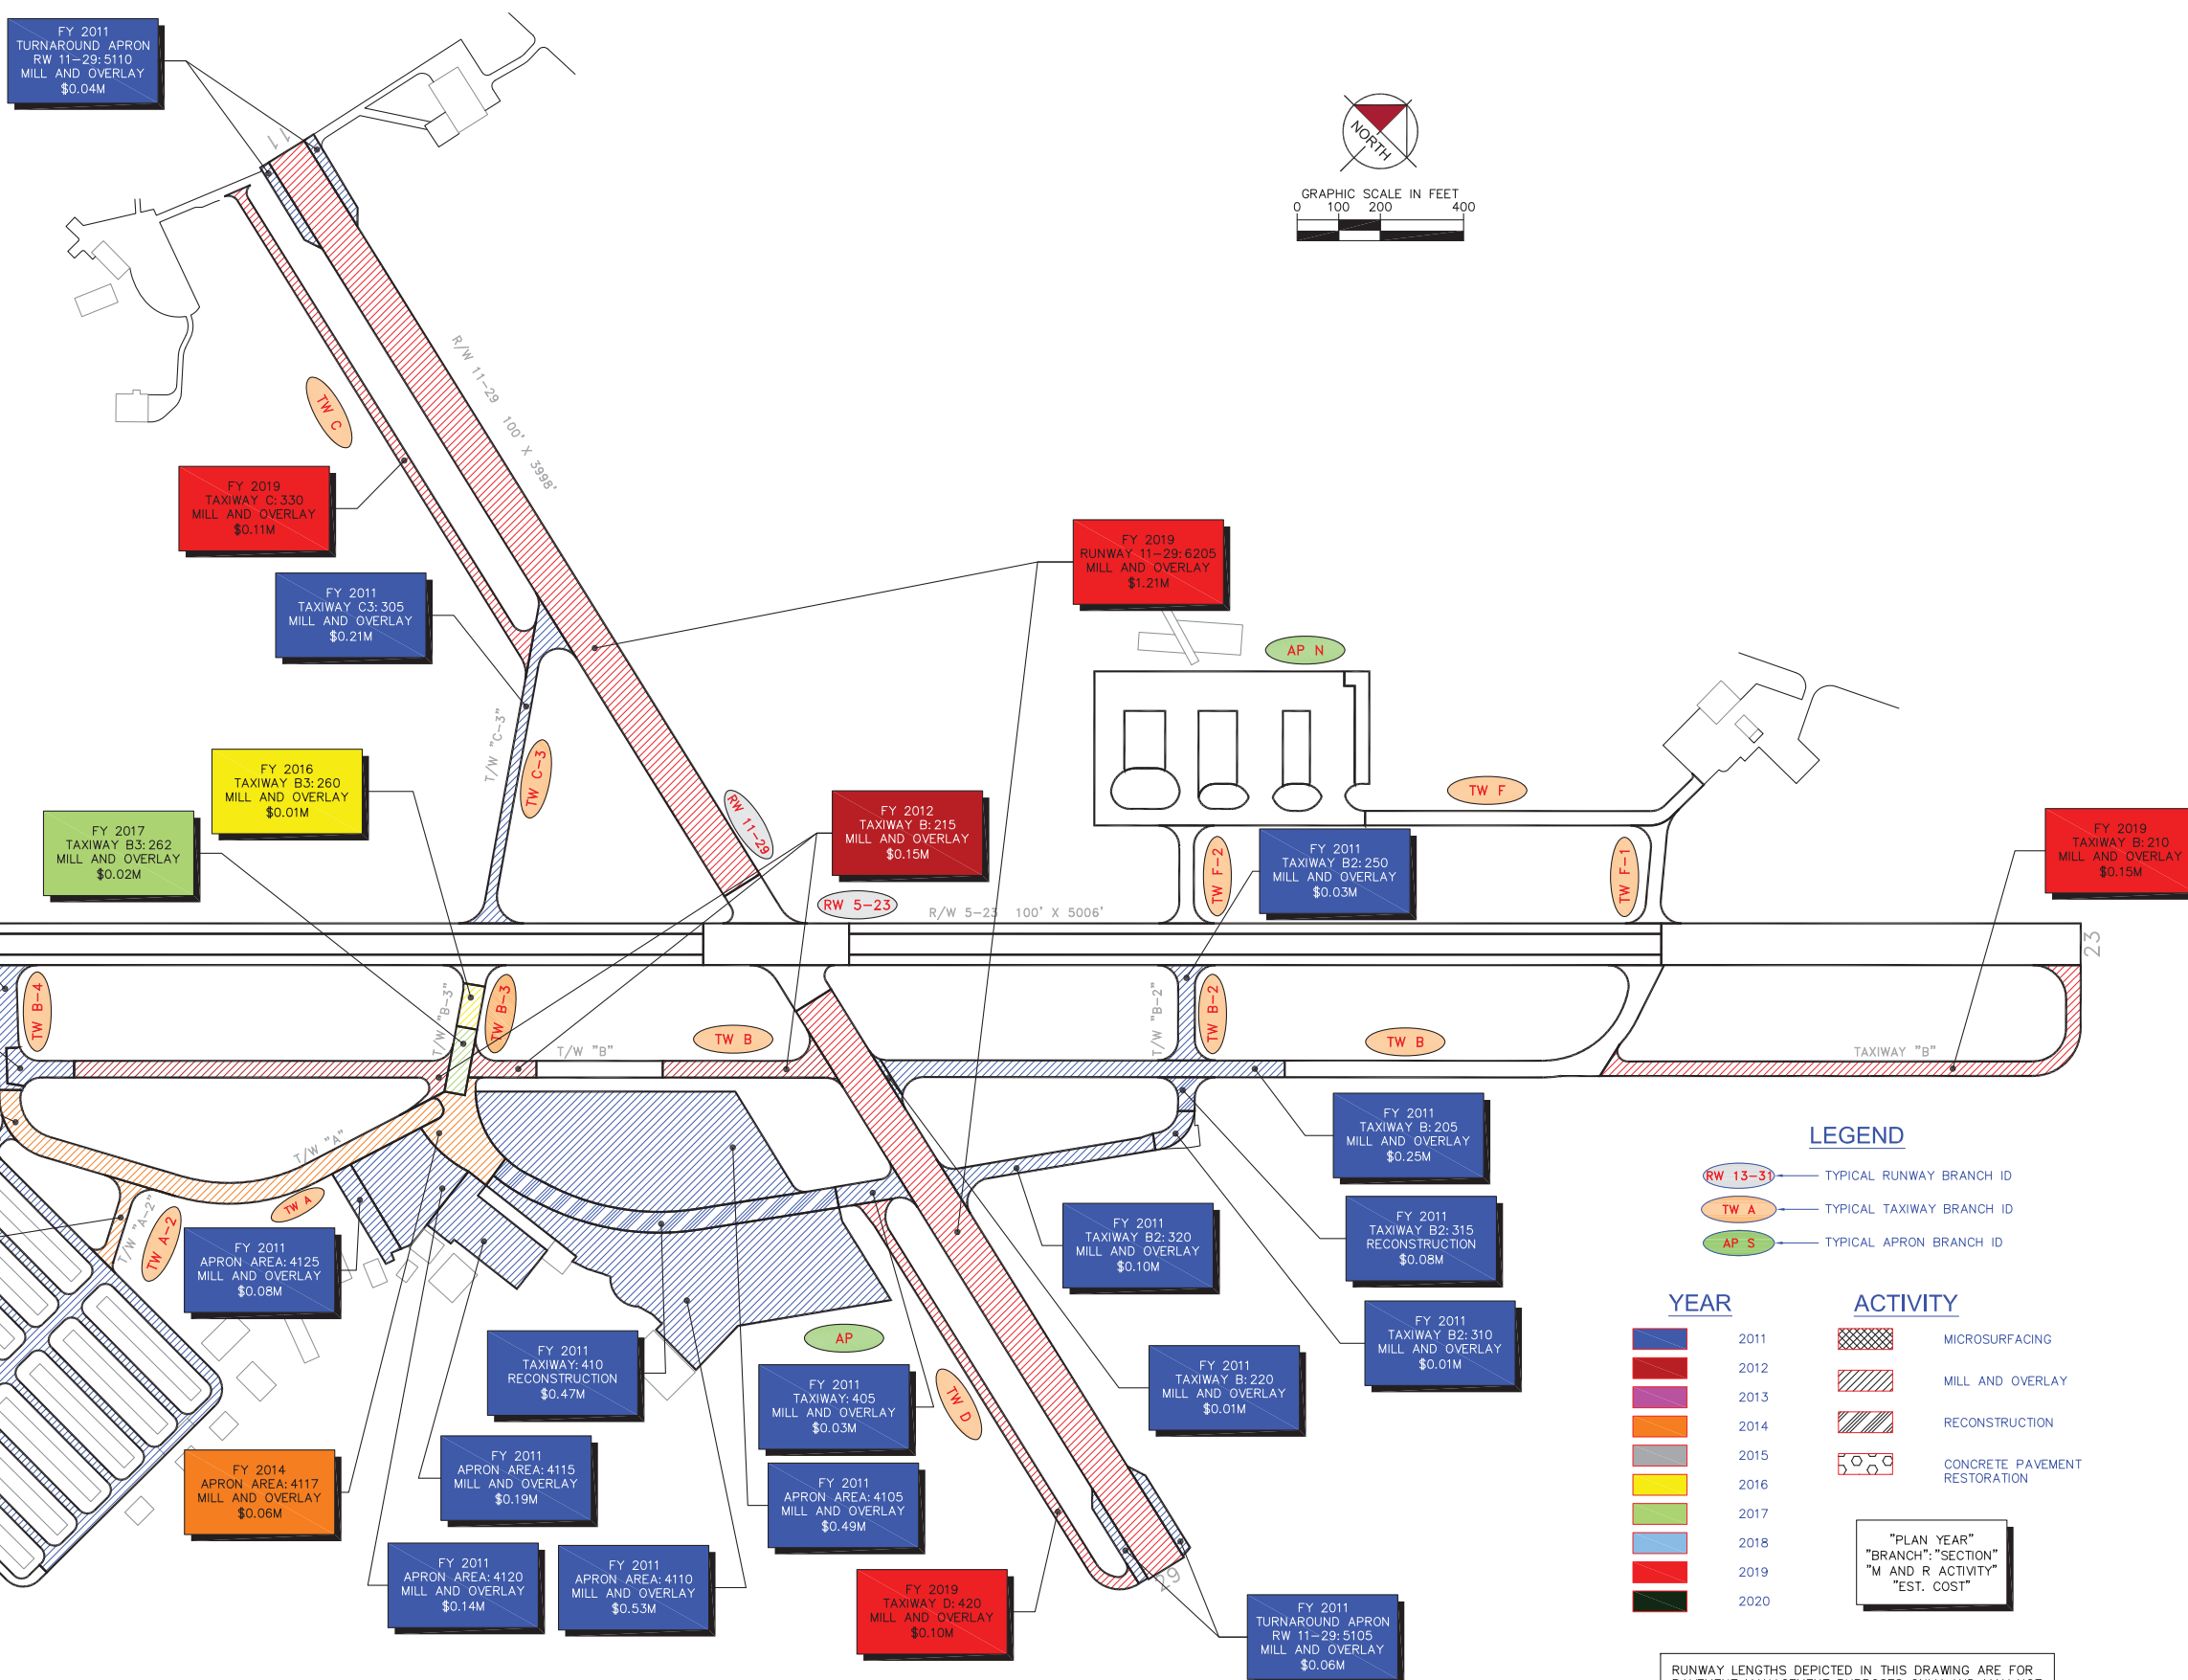 FY 2011
TURNAROUND APRON
RW 11-29:5110
MILL AND OVERLAY
$0.04M
11
NORTH
GRAPHIC SCALE IN FEET
0 100 200 400
R/W 11-29 100' X 3998'
TW C
FY 2019
TAXIWAY C:330
MILL AND OVERLAY
$0.11M
FY 2011
TAXIWAY C3:305
MILL AND OVERLAY
$0.21M
FY 2019
RUNWAY 11-29:6205
MILL AND OVERLAY
$1.21M
AP N
T/W "C-3"
TW C-3
FY 2016
TAXIWAY B3:260
MILL AND OVERLAY
$0.01M
FY 2017
TAXIWAY B3:262
MILL AND OVERLAY
$0.02M
RW 11-29
FY 2012
TAXIWAY B:215
MILL AND OVERLAY
$0.15M
TW F
TW F-2
FY 2011
TAXIWAY B2:250
MILL AND OVERLAY
$0.03M
TW F-1
FY 2019
TAXIWAY B:210
MILL AND OVERLAY
$0.15M
RW 5-23
R/W 5-23 100' X 5006'
23
TW B-4
T/W "B-3"
TW B-3
T/W "B"
TW B
T/W "B-2"
TW B-2
TW B
TAXIWAY "B"
T/W "A"
TW A
T/W "A-2"
TW A-2
FY 2011
APRON AREA:4125
MILL AND OVERLAY
$0.08M
FY 2011
TAXIWAY B:205
MILL AND OVERLAY
$0.25M
FY 2011
TAXIWAY B2:320
MILL AND OVERLAY
$0.10M
FY 2011
TAXIWAY B2:315
RECONSTRUCTION
$0.08M
FY 2011
TAXIWAY B2:310
MILL AND OVERLAY
$0.01M
FY 2011
TAXIWAY:410
RECONSTRUCTION
$0.47M
AP
FY 2011
TAXIWAY:405
MILL AND OVERLAY
$0.03M
TW D
FY 2011
TAXIWAY B:220
MILL AND OVERLAY
$0.01M
FY 2014
APRON AREA:4117
MILL AND OVERLAY
$0.06M
FY 2011
APRON AREA:4115
MILL AND OVERLAY
$0.19M
FY 2011
APRON AREA:4105
MILL AND OVERLAY
$0.49M
FY 2011
APRON AREA:4120
MILL AND OVERLAY
$0.14M
FY 2011
APRON AREA:4110
MILL AND OVERLAY
$0.53M
FY 2019
TAXIWAY D:420
MILL AND OVERLAY
$0.10M
29
FY 2011
TURNAROUND APRON
RW 11-29:5105
MILL AND OVERLAY
$0.06M
LEGEND
RW 13-31 TYPICAL RUNWAY BRANCH ID
TW A TYPICAL TAXIWAY BRANCH ID
AP S TYPICAL APRON BRANCH ID
YEAR
2011
2012
2013
2014
2015
2016
2017
2018
2019
2020
ACTIVITY
MICROSURFACING
MILL AND OVERLAY
RECONSTRUCTION
CONCRETE PAVEMENT
RESTORATION
"PLAN YEAR"
"BRANCH":"SECTION"
"M AND R ACTIVITY"
"EST. COST"
RUNWAY LENGTHS DEPICTED IN THIS DRAWING ARE FOR